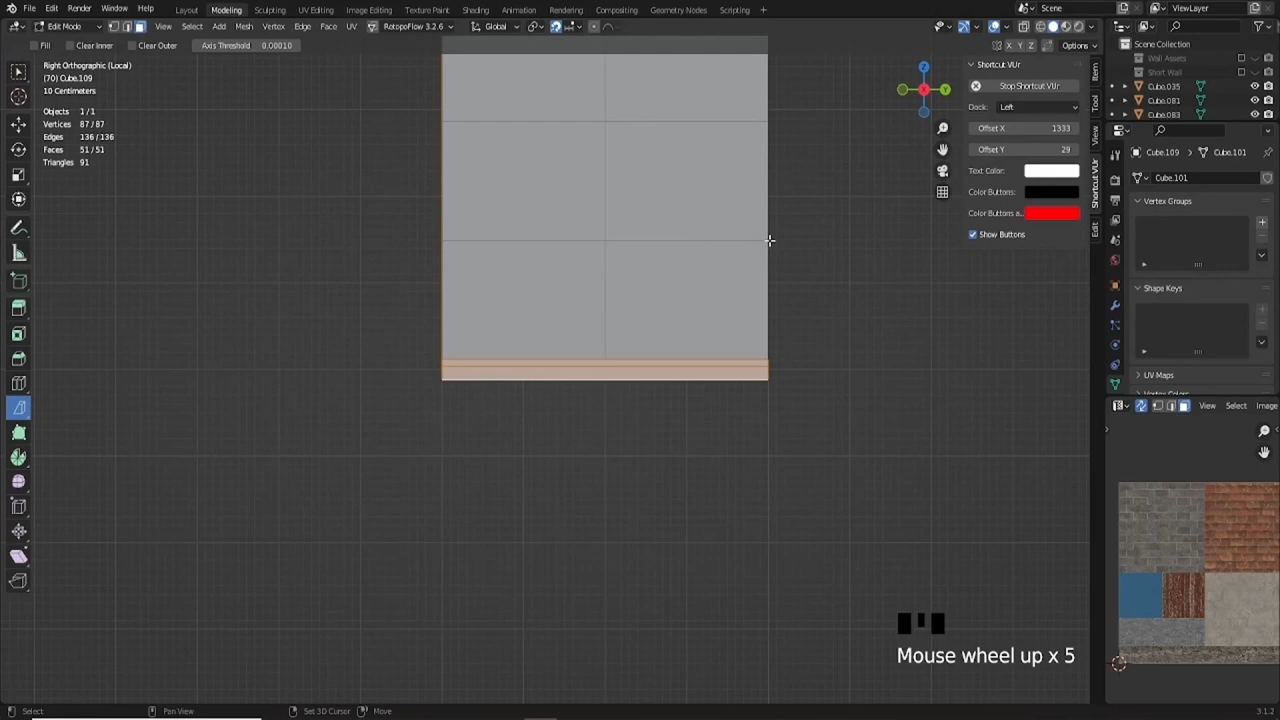 File Edit Render Window Help Layout Modeling Sculpting UV Editing Image Editing Texture Paint Shading Animation Rendering Compositing Geometry Nodes Scripting + Scene ViewLayer
Edit Mode View Select Add Mesh Vertex Edge Face UV RetopoFlow 3.2.6 Global
Fill Clear Inner Clear Outer Axis Threshold 0.00010 X Y Z Options
Right Orthographic (Local)
(70) Cube.109
10 Centimeters
Objects 1/1
Vertices 87/87
Edges 136/136
Faces 51/51
Triangles 91
Z
X
Y
Shortcut VUr
Stop Shortcut VUr
Dock: Left
Offset X 1333
Offset Y 29
Text Color:
Color Buttons:
Color Buttons a..
Show Buttons
Item
Tool
View
Shortcut VUr
Edit
Scene Collection
Wall Assets
Short Wall
Cube.035
Cube.081
Cube.083
Cube.109 Cube.101
Cube.101
Vertex Groups
Shape Keys
UV Maps
Vertex Colors
View Select Image
Mouse wheel up x 5
Select Pan View Set 3D Cursor Move 3.1.2